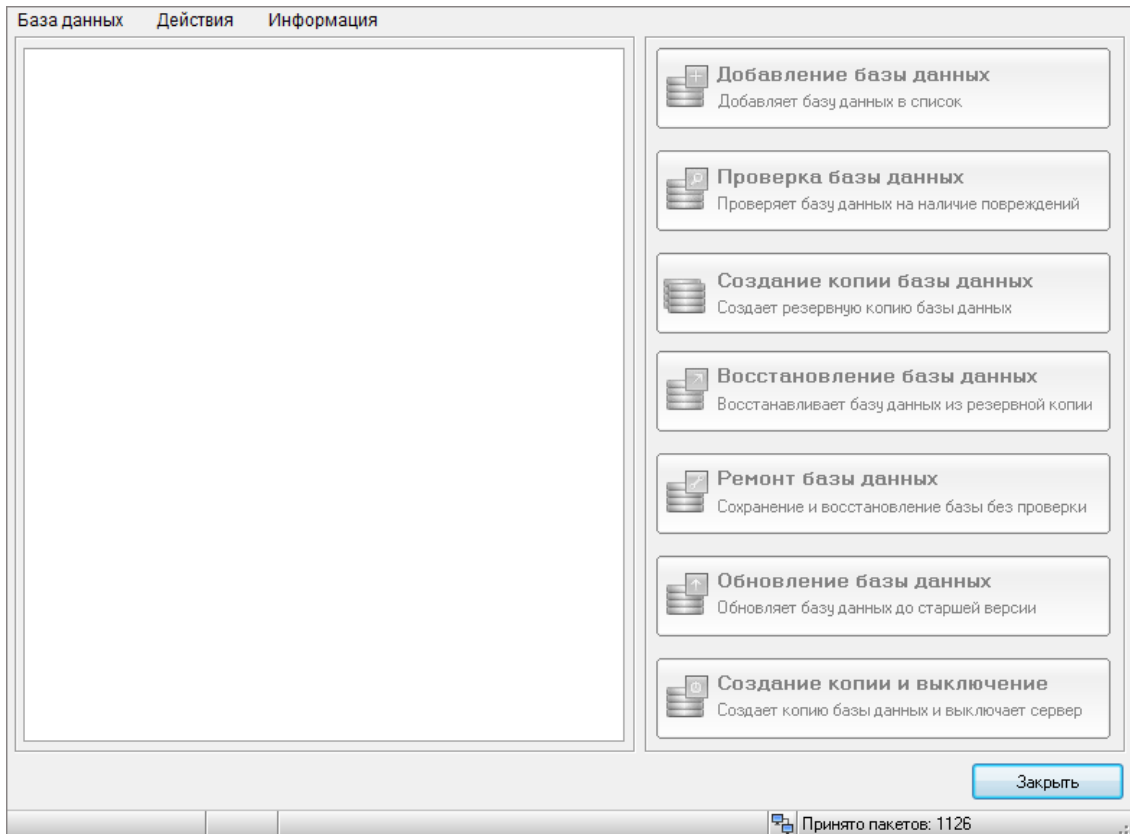 База данных Действия Информация
Добавление базы данных
Добавляет базу данных в список
Проверка базы данных
Проверяет базу данных на наличие повреждений
Создание копии базы данных
Создает резервную копию базы данных
Восстановление базы данных
Восстанавливает базу данных из резервной копии
Ремонт базы данных
Сохранение и восстановление базы без проверки
Обновление базы данных
Обновляет базу данных до старшей версии
Создание копии и выключение
Создает копию базы данных и выключает сервер
Закрыть
Принято пакетов: 1126